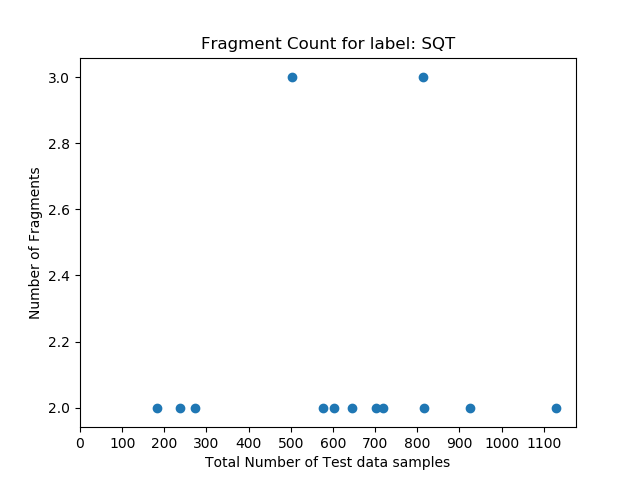 Fragment Count for label: SQT
3.0
2.8
2.6
2.4
2.2
2.0
Number of Fragments
0 100 200 300 400 500 600 700 800 900 1000 1100
Total Number of Test data samples